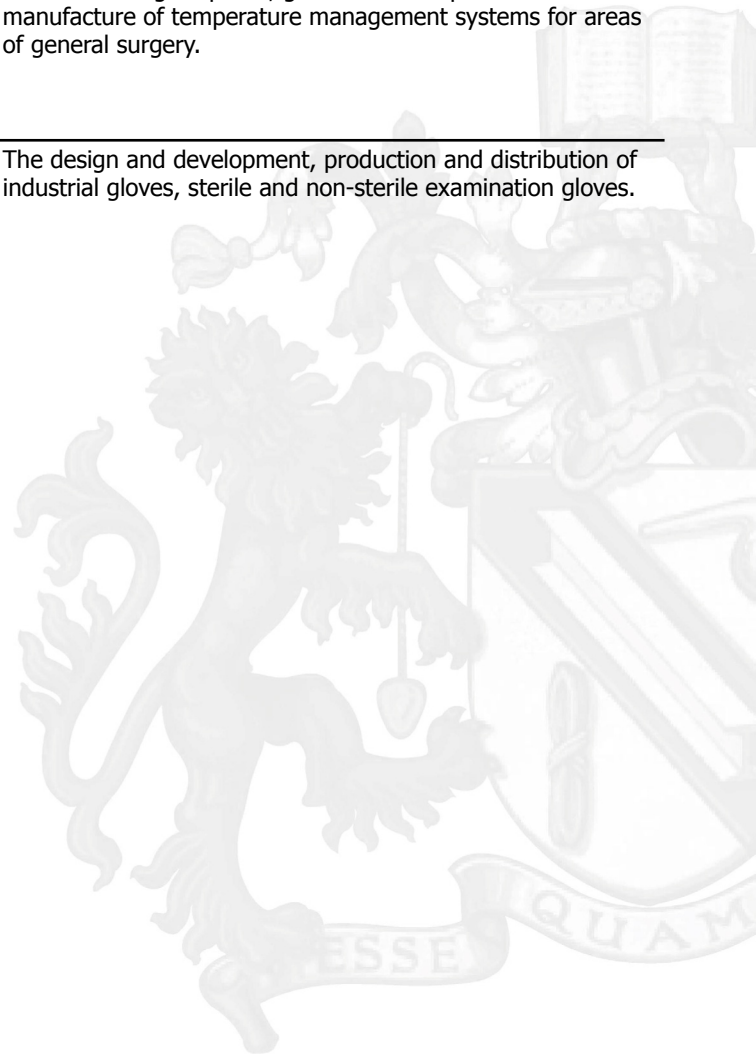 manufacture of temperature management systems for areas
of general surgery.
The design and development, production and distribution of
industrial gloves, sterile and non-sterile examination gloves.
ESSE
QUAM